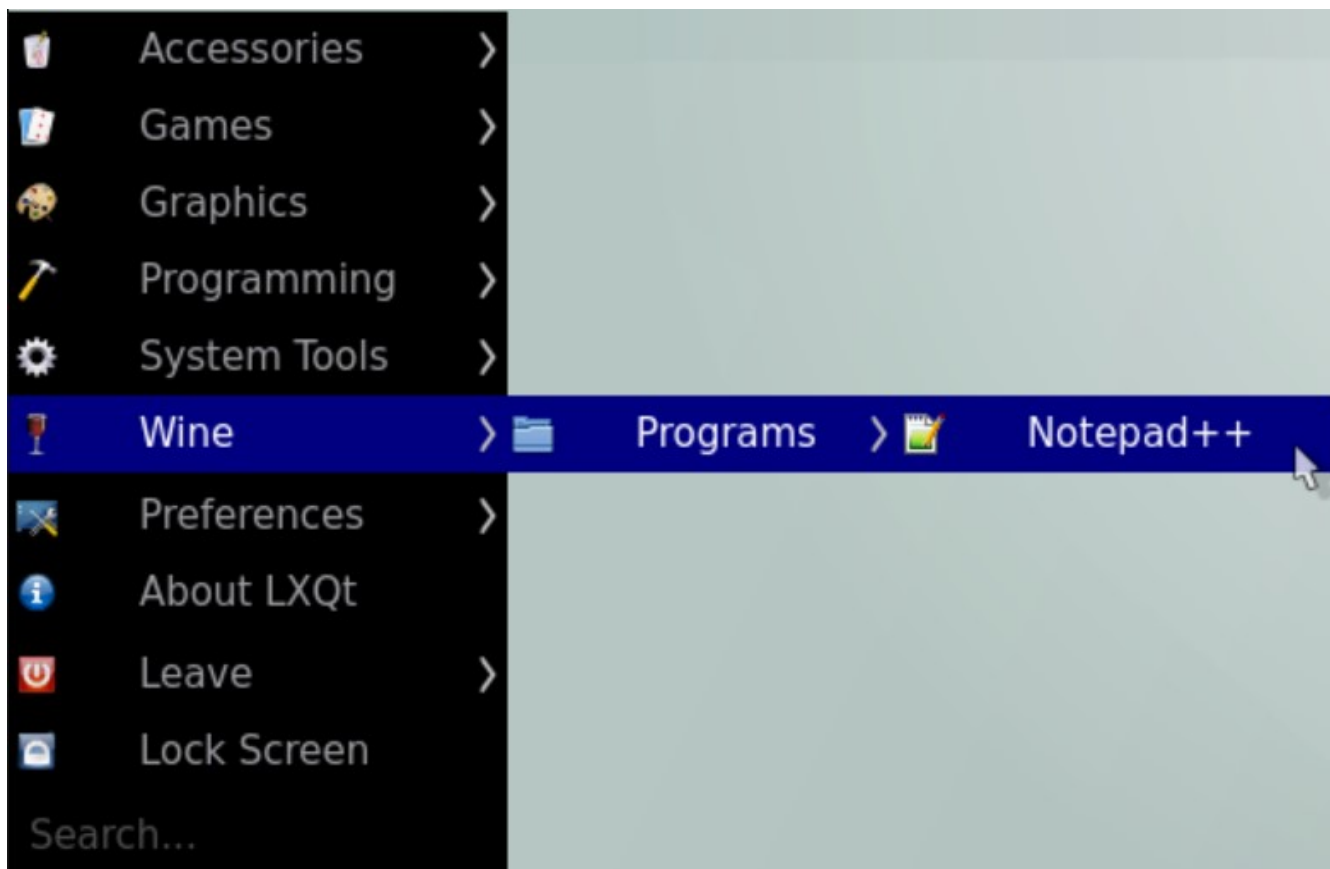 Accessories
Games
Graphics
Programming
System Tools
Wine Programs Notepad++
Preferences
About LXQt
Leave
Lock Screen
Search...